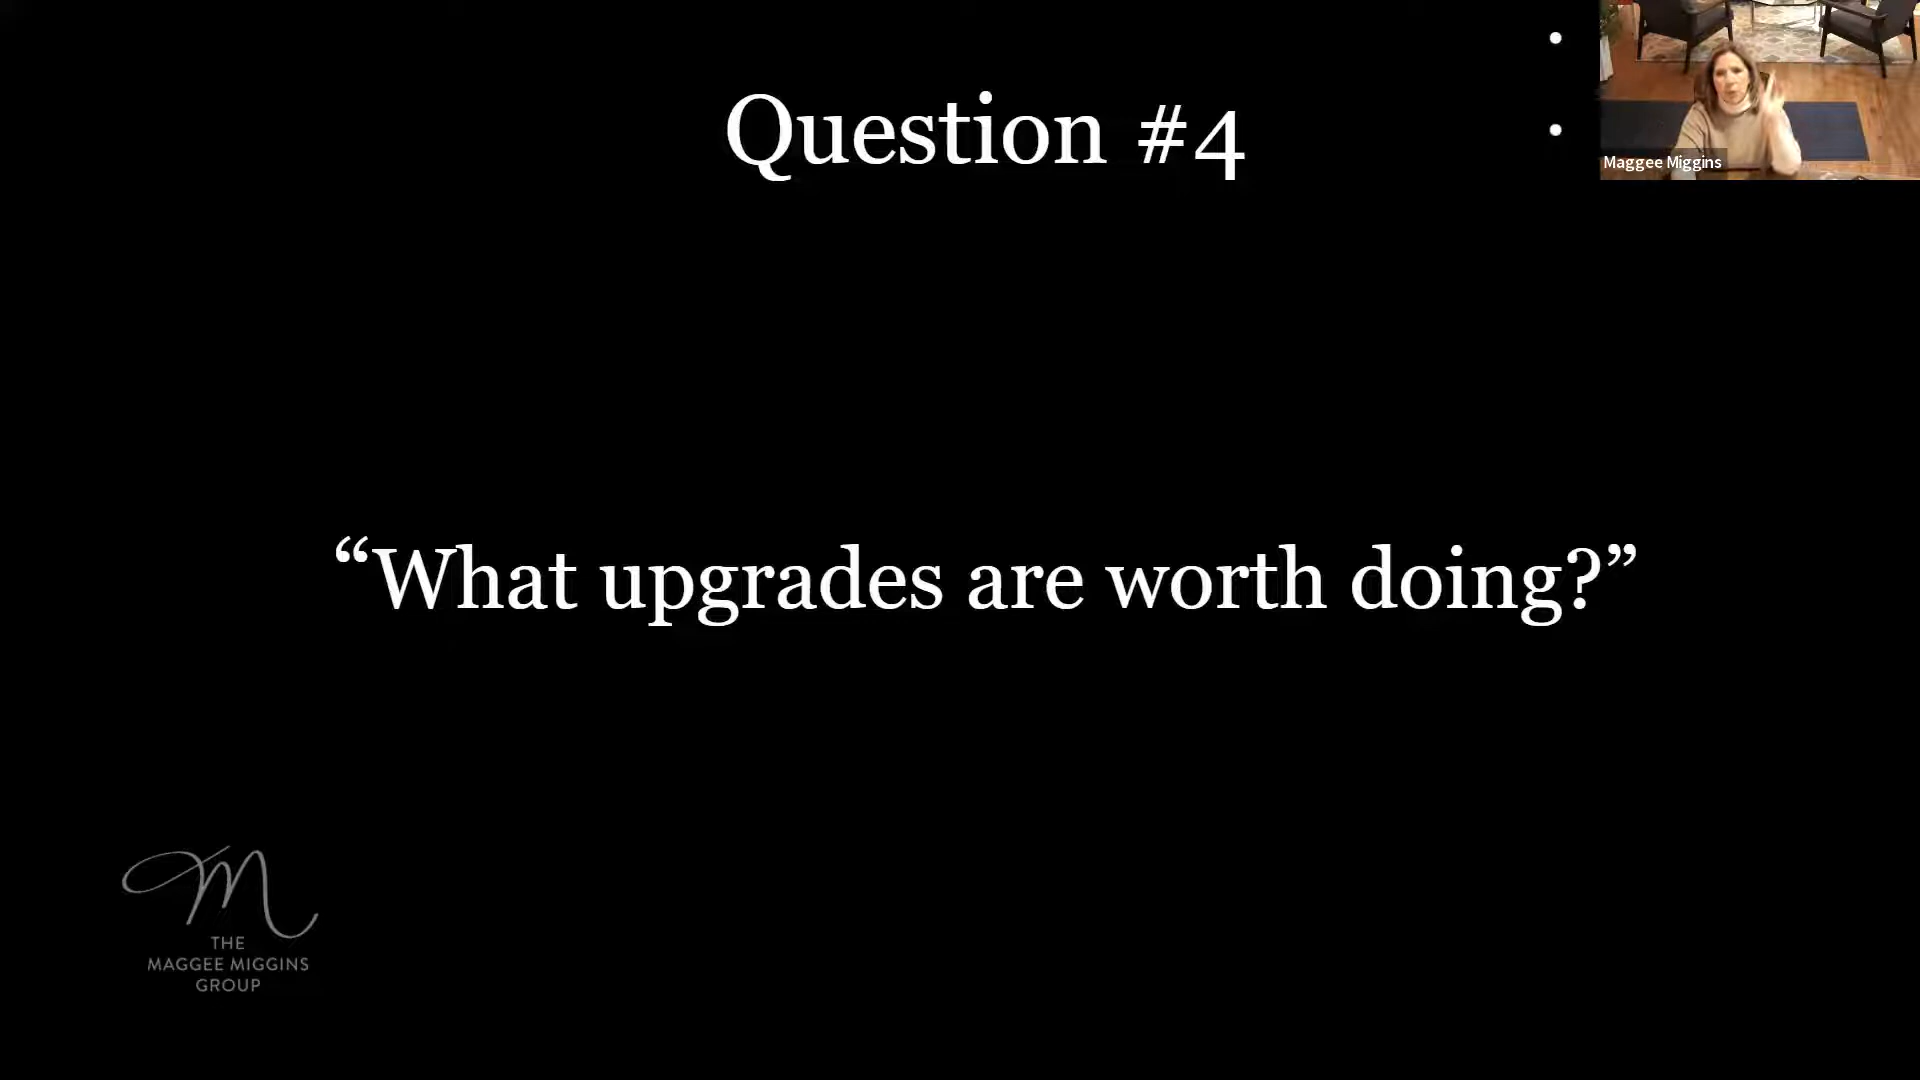 Question #4
Maggee Miggins
“What upgrades are worth doing?”
M
THE
MAGGEE MIGGINS
GROUP